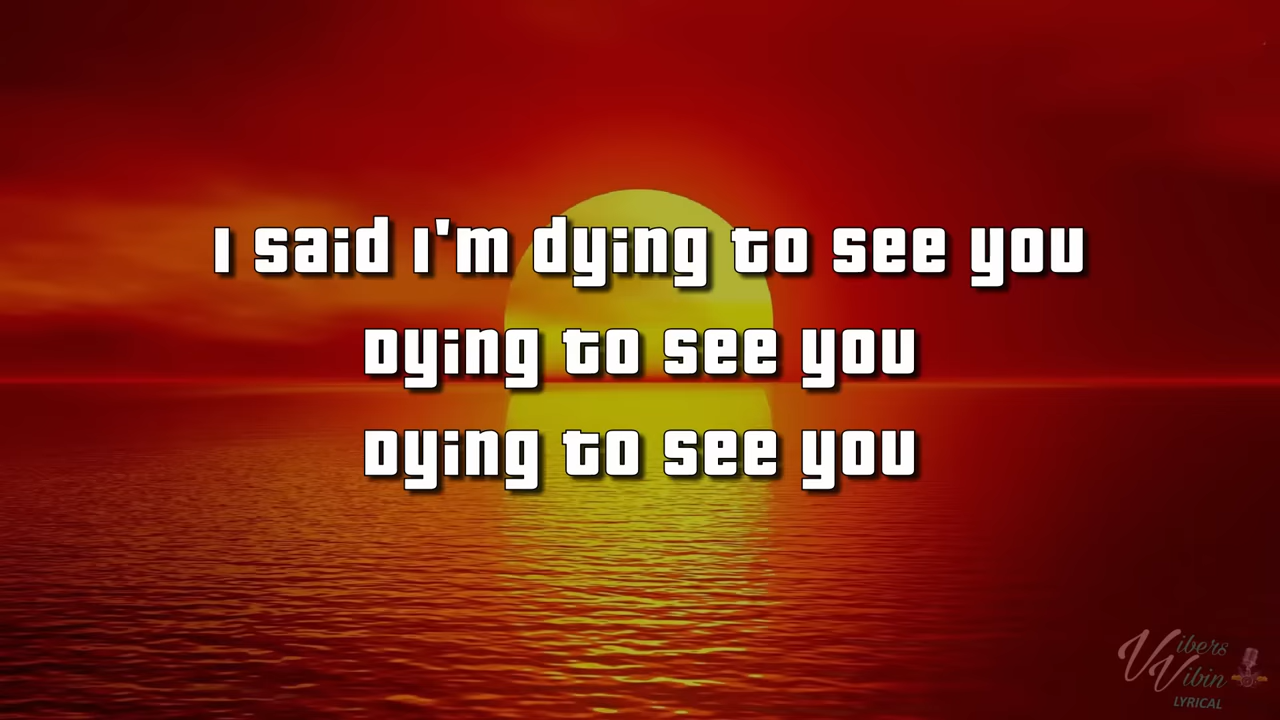 I said I'm dying to see you
Dying to see you
Dying to see you
Vibers
Vibin
LYRICAL